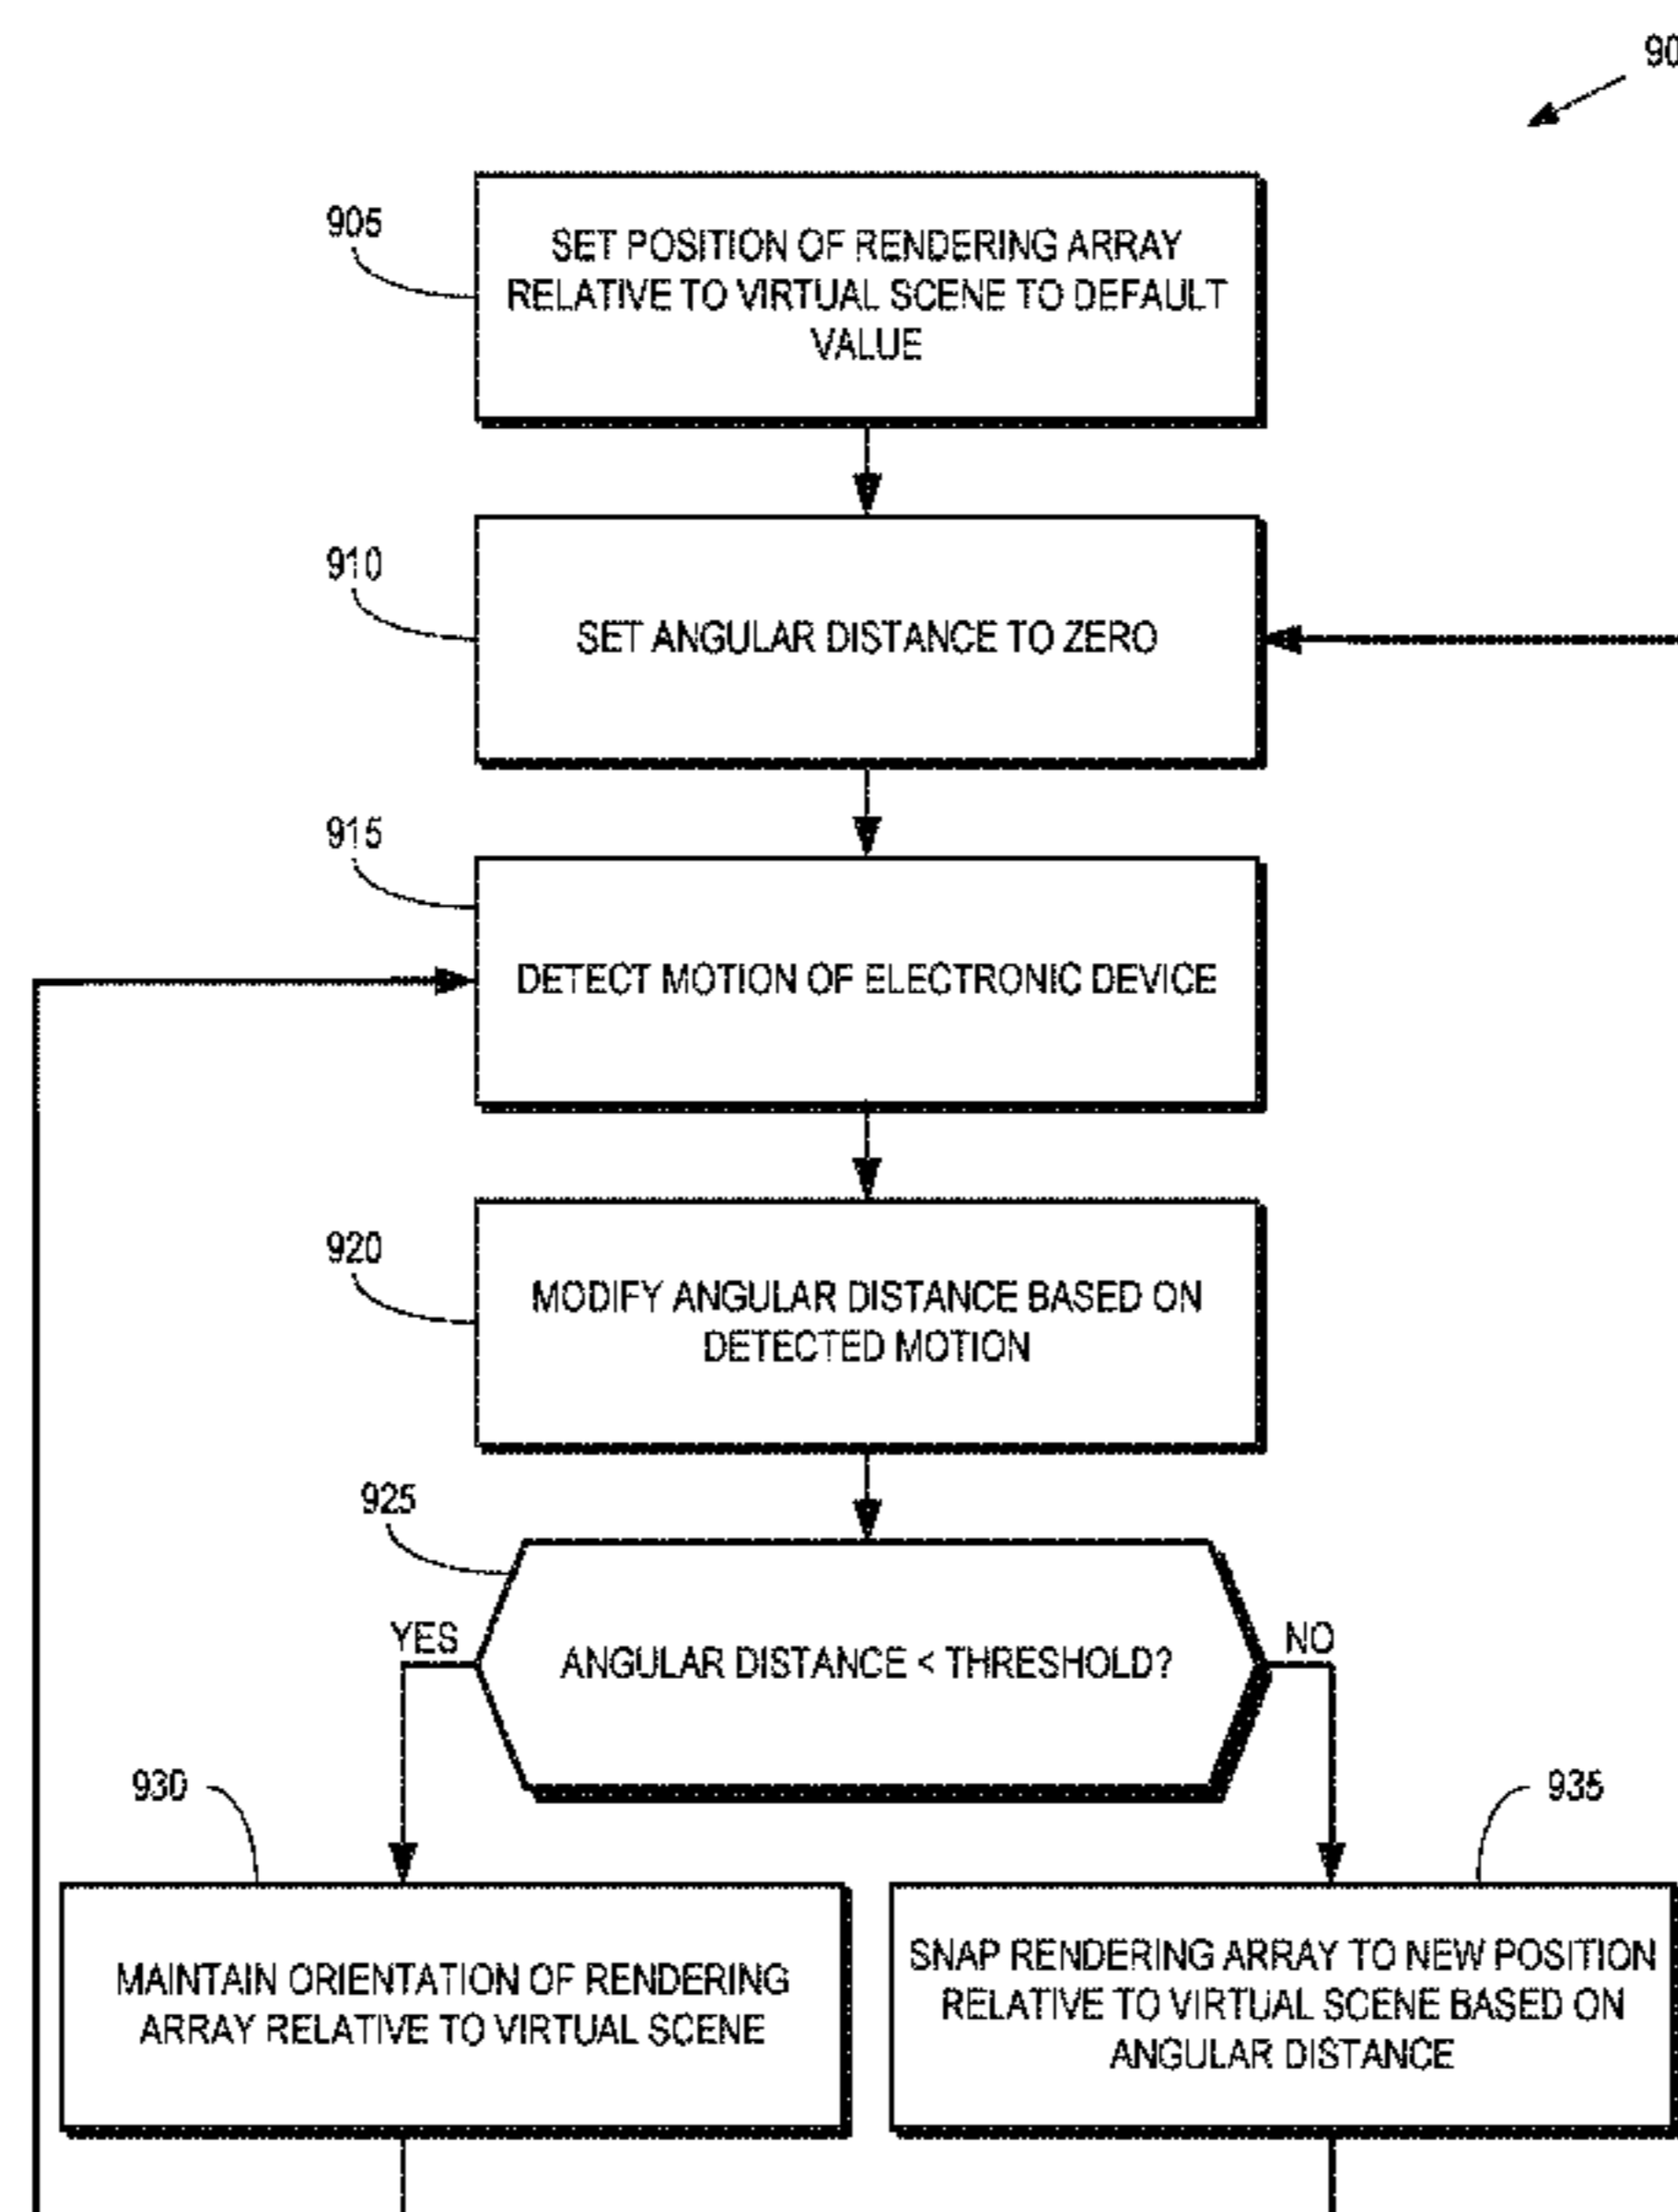 90
905
SET POSITION OF RENDERING ARRAY
RELATIVE TO VIRTUAL SCENE TO DEFAULT
VALUE
910
SET ANGULAR DISTANCE TO ZERO
915
DETECT MOTION OF ELECTRONIC DEVICE
920
MODIFY ANGULAR DISTANCE BASED ON
DETECTED MOTION
925
YES
ANGULAR DISTANCE < THRESHOLD?
NO
930
935
MAINTAIN ORIENTATION OF RENDERING
ARRAY RELATIVE TO VIRTUAL SCENE
SNAP RENDERING ARRAY TO NEW POSITION
RELATIVE TO VIRTUAL SCENE BASED ON
ANGULAR DISTANCE